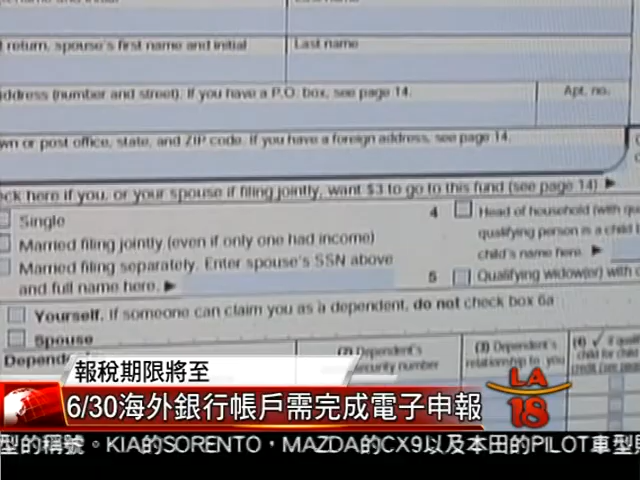 return, spouse's first name and initial
Last name
address (number and street). If you have a P.O. box, see page 14.
Apt. no.
wn or post office, state, and ZIP code. If you have a foreign address, see page 14.
ck here if you, or your spouse if filing jointly, want $3 to go to this fund (see page 14)
Single
4 Head of household (with qu
Married filing jointly (even if only one had income)
qualifying person is a child b
child's name here.
Married filing separately. Enter spouse's SSN above
and full name here.
5 Qualifying widow(er) with
Yourself. If someone can claim you as a dependent, do not check box 6a
Spouse
Depend
(2) Dependent's
security number
(3) Dependent's
relationship to you
(4) if quali
child for child
報稅期限將至
6/30海外銀行帳戶需完成電子申報
LA
18
型的稱號。KIA的SORENTO，MAZDA的CX9以及本田的PILOT車型則